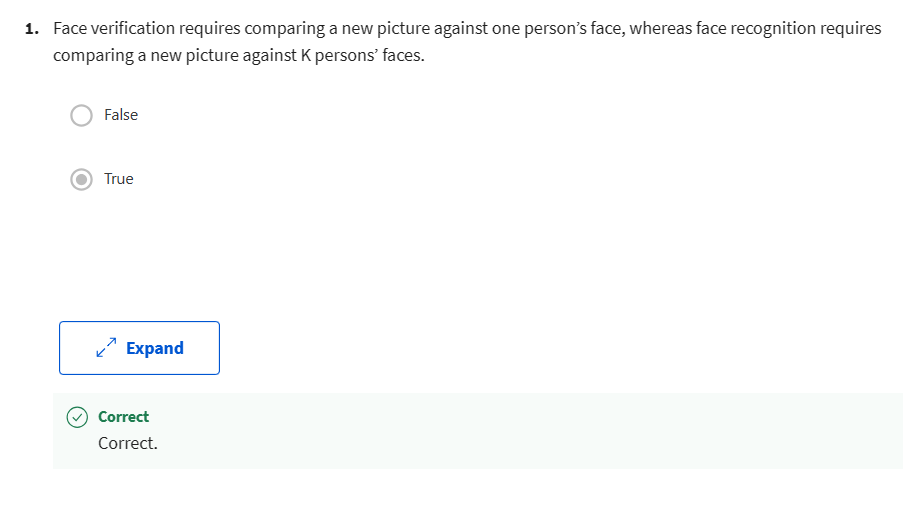 1. Face verification requires comparing a new picture against one person’s face, whereas face recognition requires
comparing a new picture against K persons’ faces.
False
True
Expand
Correct
Correct.